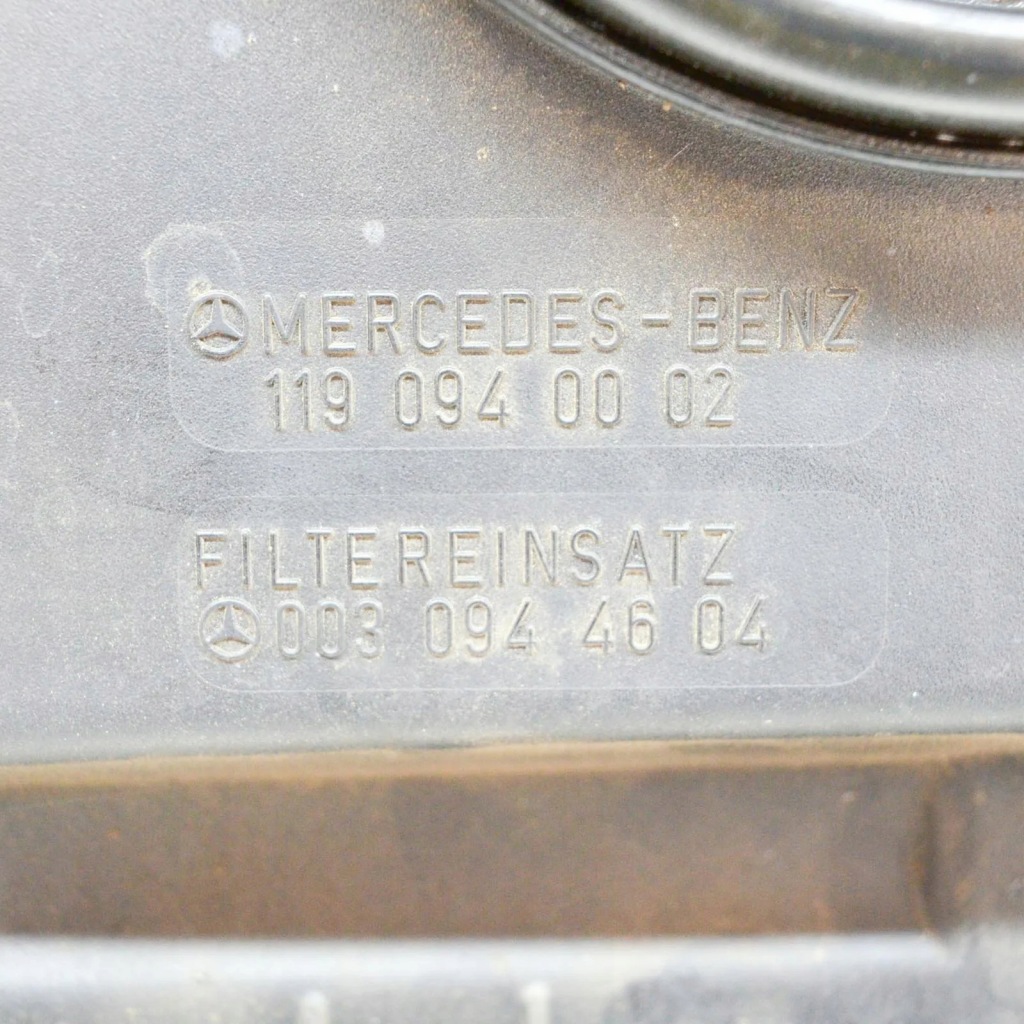 MERCEDES-BENZ
119 094 00 02
FILTEREINSATZ
003 094 46 04